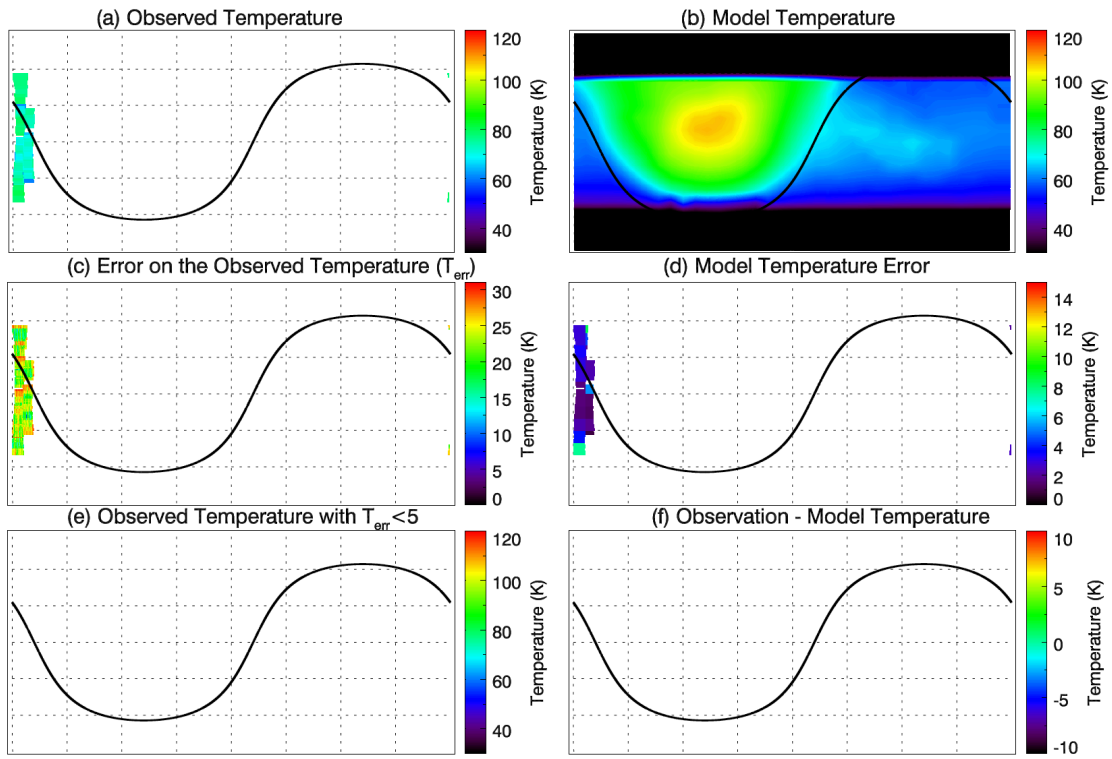 (a) Observed Temperature
120
100
80
60
40
Temperature (K)
(b) Model Temperature
120
100
80
60
40
Temperature (K)
(c) Error on the Observed Temperature (T_err)
30
25
20
15
10
5
0
Temperature (K)
(d) Model Temperature Error
14
12
10
8
6
4
2
0
Temperature (K)
(e) Observed Temperature with T_err<5
120
100
80
60
40
Temperature (K)
(f) Observation - Model Temperature
10
5
0
-5
-10
Temperature (K)